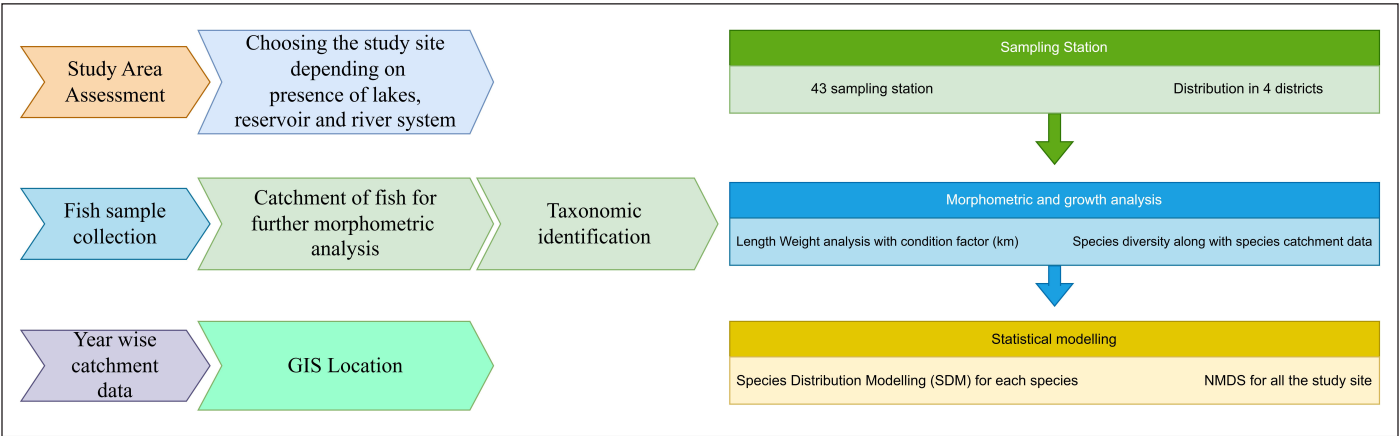 Study Area
Assessment
Choosing the study site
depending on
presence of lakes,
reservoir and river system
Sampling Station
43 sampling station
Distribution in 4 districts
Fish sample
collection
Catchment of fish for
further morphometric
analysis
Taxonomic
identification
Morphometric and growth analysis
Length Weight analysis with condition factor (km)
Species diversity along with species catchment data
Year wise
catchment
data
GIS Location
Statistical modelling
Species Distribution Modelling (SDM) for each species
NMDS for all the study site